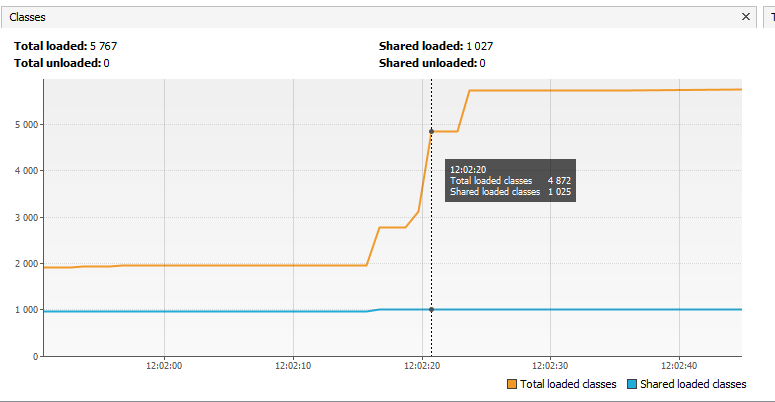 Classes
Total loaded: 5 767
Shared loaded: 1 027
Total unloaded: 0
Shared unloaded: 0
5 000
4 000
3 000
2 000
1 000
0
12:02:20
Total loaded classes 4 872
Shared loaded classes 1 025
12:02:00 12:02:10 12:02:20 12:02:30 12:02:40
Total loaded classes Shared loaded classes